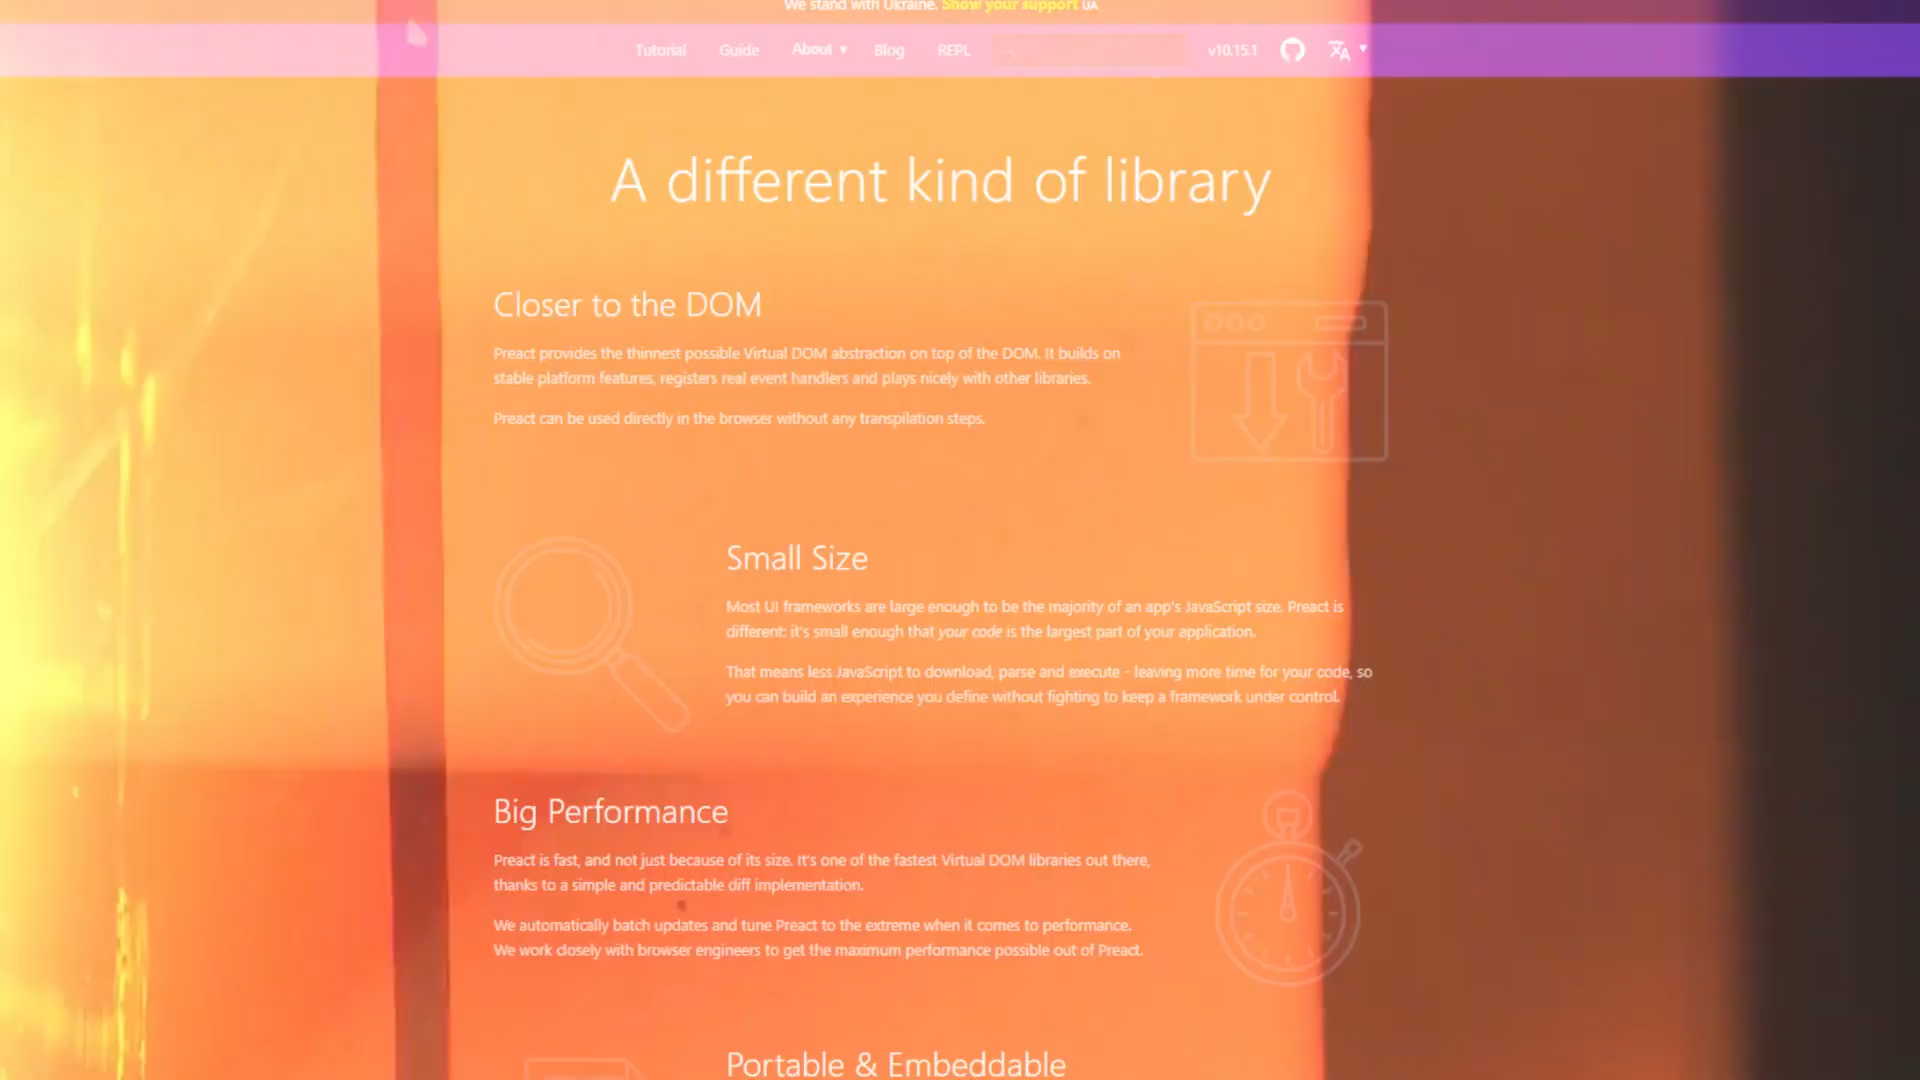 We stand with Ukraine. Show your support UA
Tutorial Guide About ▼ Blog REPL v10.15.1 ▼
A different kind of library
Closer to the DOM
Preact provides the thinnest possible Virtual DOM abstraction on top of the DOM. It builds on
stable platform features, registers real event handlers and plays nicely with other libraries.
Preact can be used directly in the browser without any transpilation steps.
Small Size
Most UI frameworks are large enough to be the majority of an app's JavaScript size. Preact is
different: it's small enough that your code is the largest part of your application.
That means less JavaScript to download, parse and execute - leaving more time for your code, so
you can build an experience you define without fighting to keep a framework under control.
Big Performance
Preact is fast, and not just because of its size. It's one of the fastest Virtual DOM libraries out there,
thanks to a simple and predictable diff implementation.
We automatically batch updates and tune Preact to the extreme when it comes to performance.
We work closely with browser engineers to get the maximum performance possible out of Preact.
Portable & Embeddable